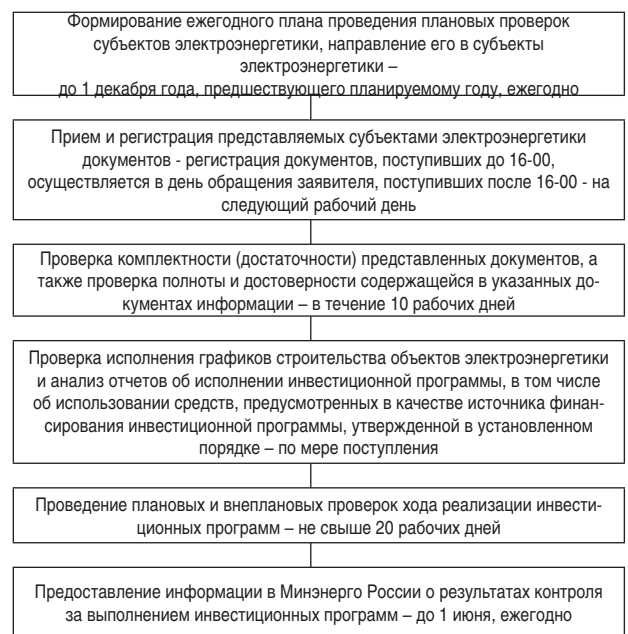 Формирование ежегодного плана проведения плановых проверок
субъектов электроэнергетики, направление его в субъекты
электроэнергетики –
до 1 декабря года, предшествующего планируемому году, ежегодно
Прием и регистрация представляемых субъектами электроэнергетики
документов - регистрация документов, поступивших до 16-00,
осуществляется в день обращения заявителя, поступивших после 16-00 - на
следующий рабочий день
Проверка комплектности (достаточности) представленных документов, а
также проверка полноты и достоверности содержащейся в указанных до-
кументах информации – в течение 10 рабочих дней
Проверка исполнения графиков строительства объектов электроэнергетики
и анализ отчетов об исполнении инвестиционной программы, в том числе
об использовании средств, предусмотренных в качестве источника финан-
сирования инвестиционной программы, утвержденной в установленном
порядке – по мере поступления
Проведение плановых и внеплановых проверок хода реализации инвести-
ционных программ – не свыше 20 рабочих дней
Предоставление информации в Минэнерго России о результатах контроля
за выполнением инвестиционных программ – до 1 июня, ежегодно